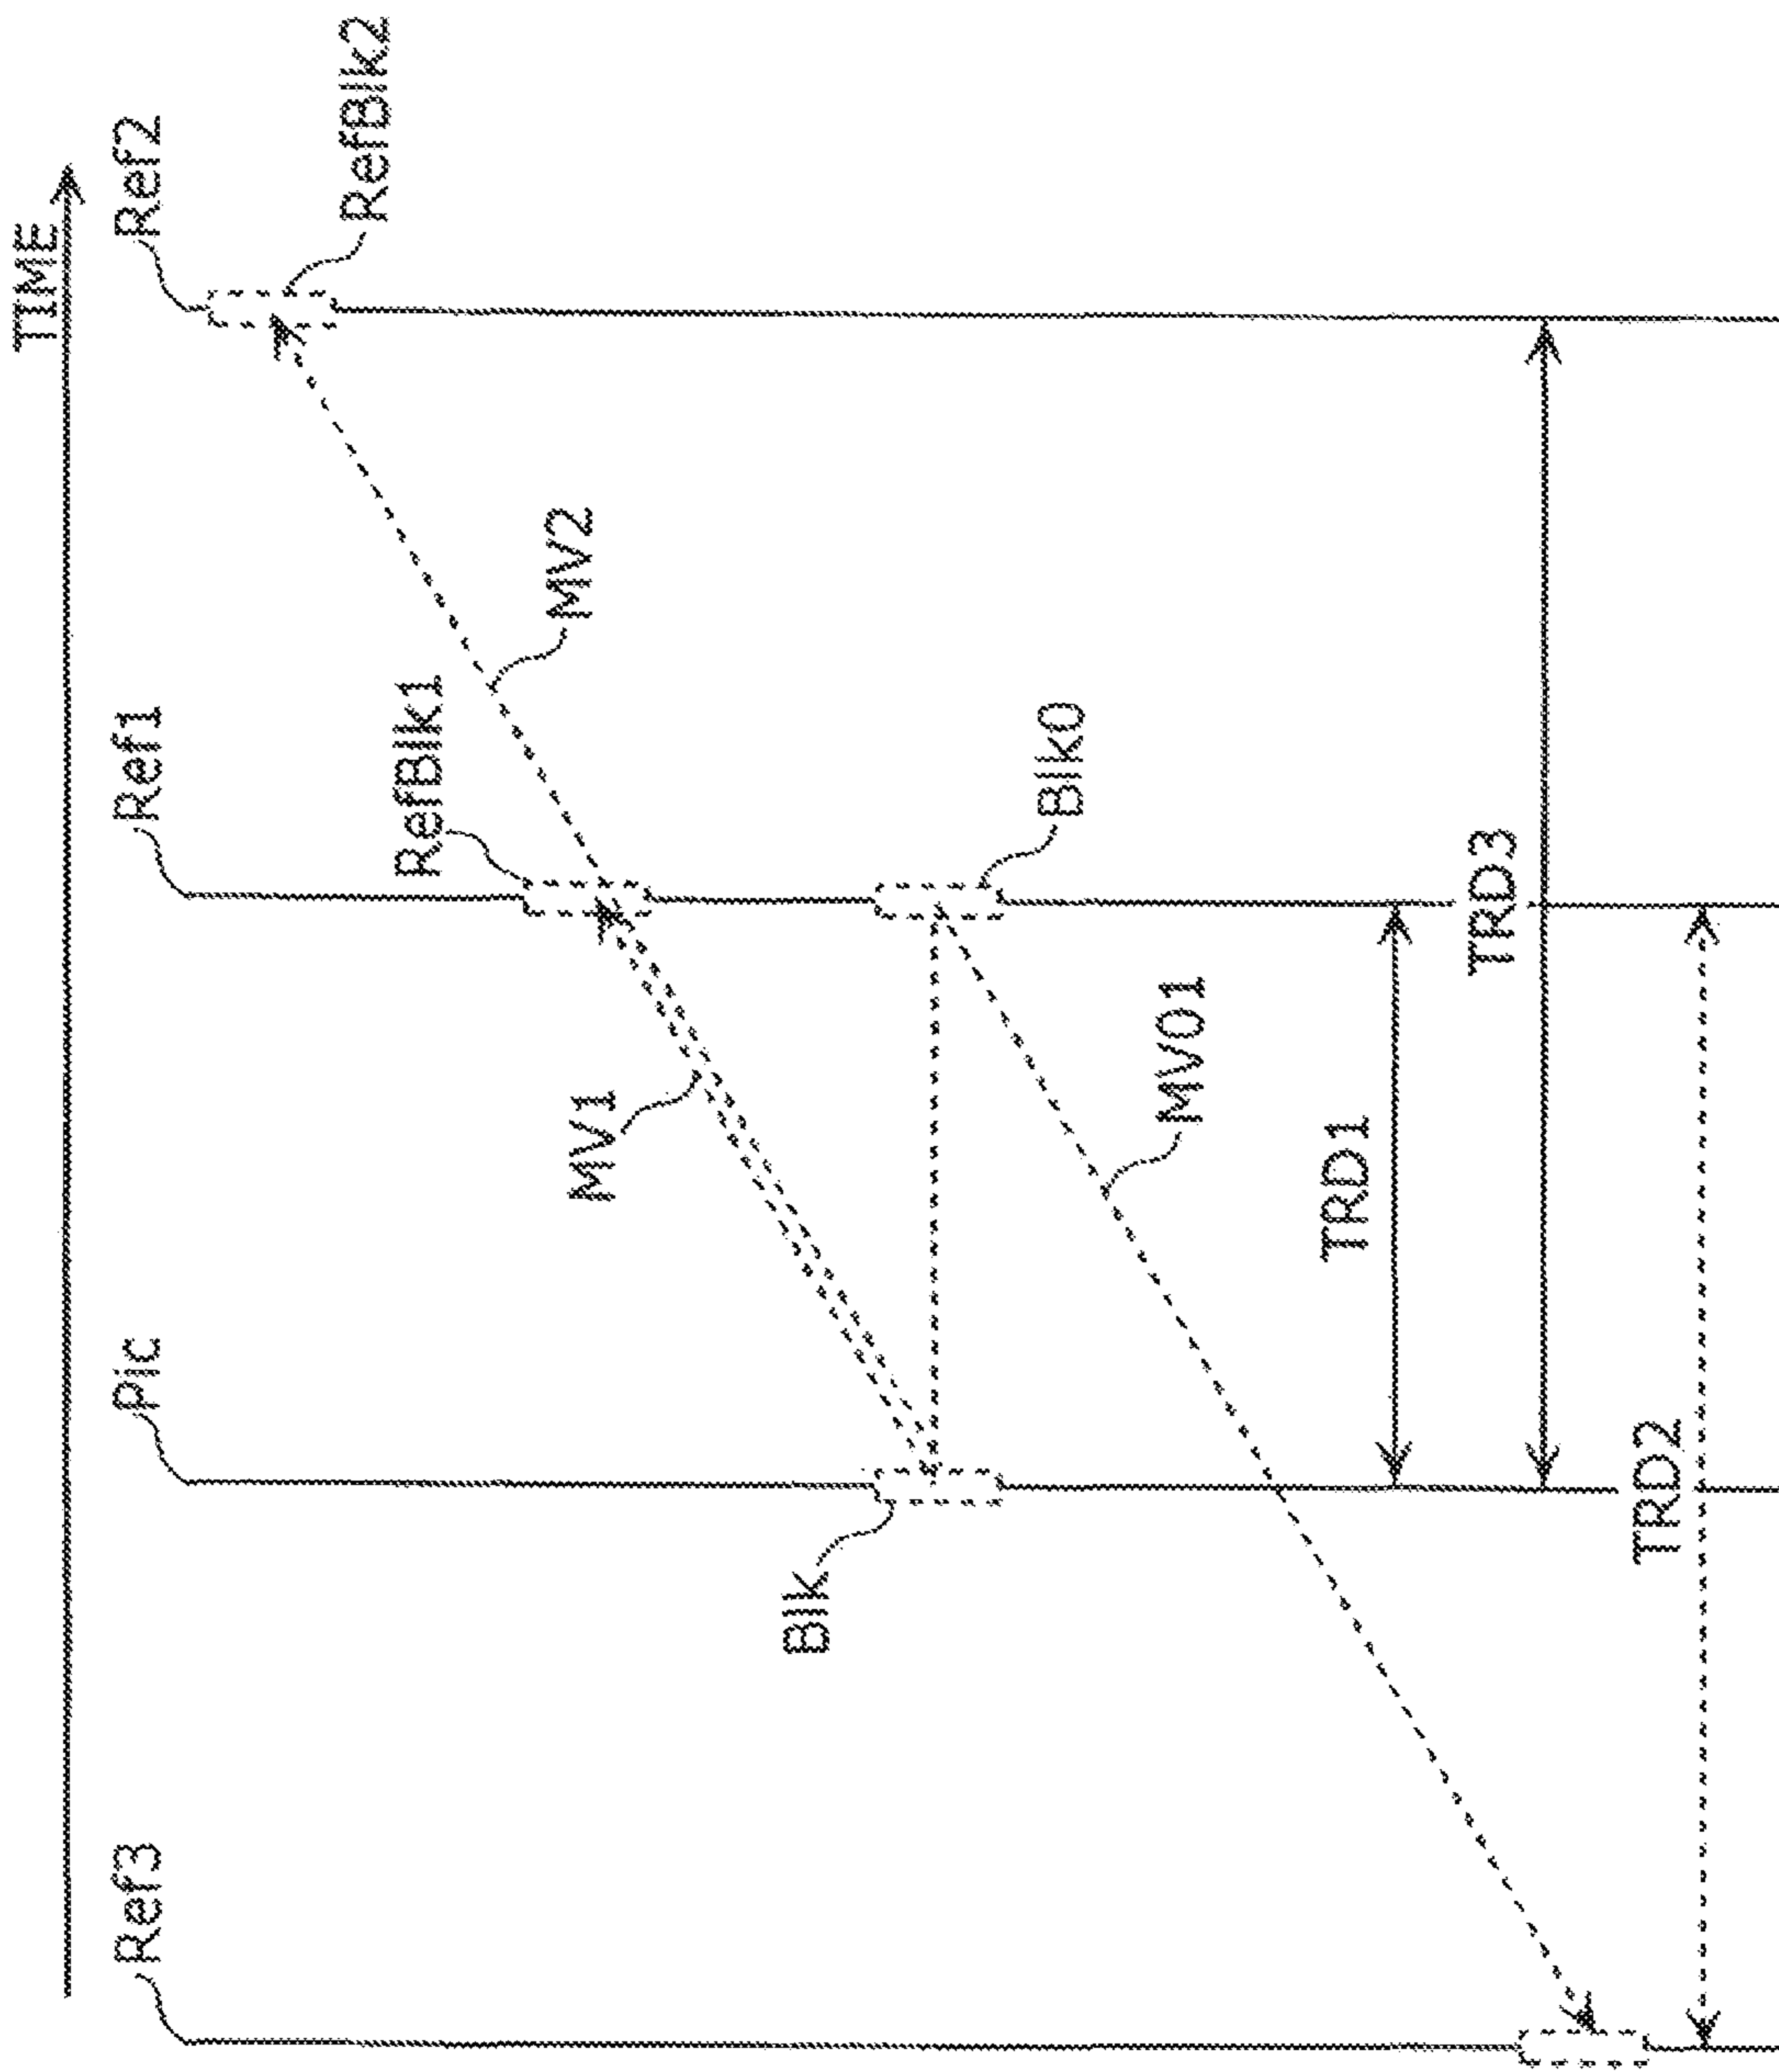 TIME
Ref3
Pic
Ref1
Ref2
RefBlk2
RefBlk1
MV2
MV1
Blk
Blk0
MV01
TRD1
TRD3
TRD2